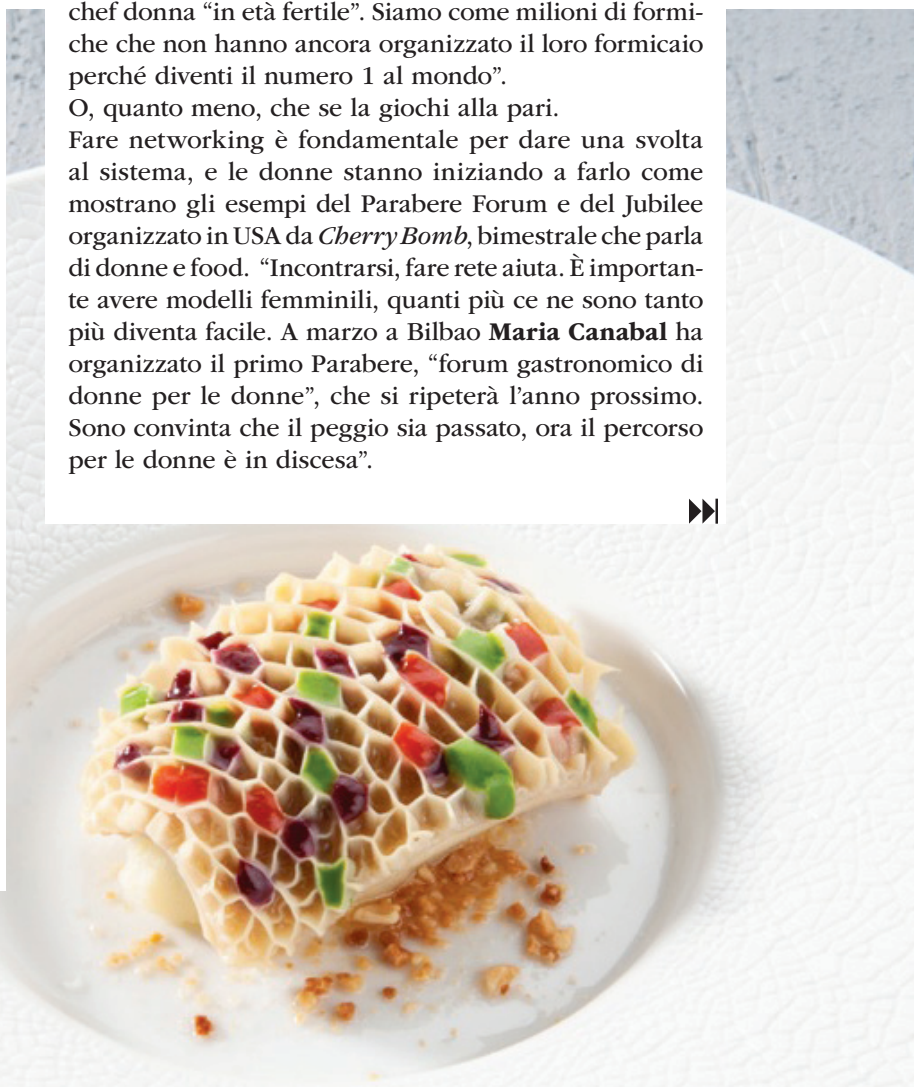 chef donna “in età fertile”. Siamo come milioni di formi-
che che non hanno ancora organizzato il loro formicaio
perché diventi il numero 1 al mondo”.
O, quanto meno, che se la giochi alla pari.
Fare networking è fondamentale per dare una svolta
al sistema, e le donne stanno iniziando a farlo come
mostrano gli esempi del Parabere Forum e del Jubilee
organizzato in USA da Cherry Bomb, bimestrale che parla
di donne e food. “Incontrarsi, fare rete aiuta. È importan-
te avere modelli femminili, quanti più ce ne sono tanto
più diventa facile. A marzo a Bilbao Maria Canabal ha
organizzato il primo Parabere, “forum gastronomico di
donne per le donne”, che si ripeterà l’anno prossimo.
Sono convinta che il peggio sia passato, ora il percorso
per le donne è in discesa”.